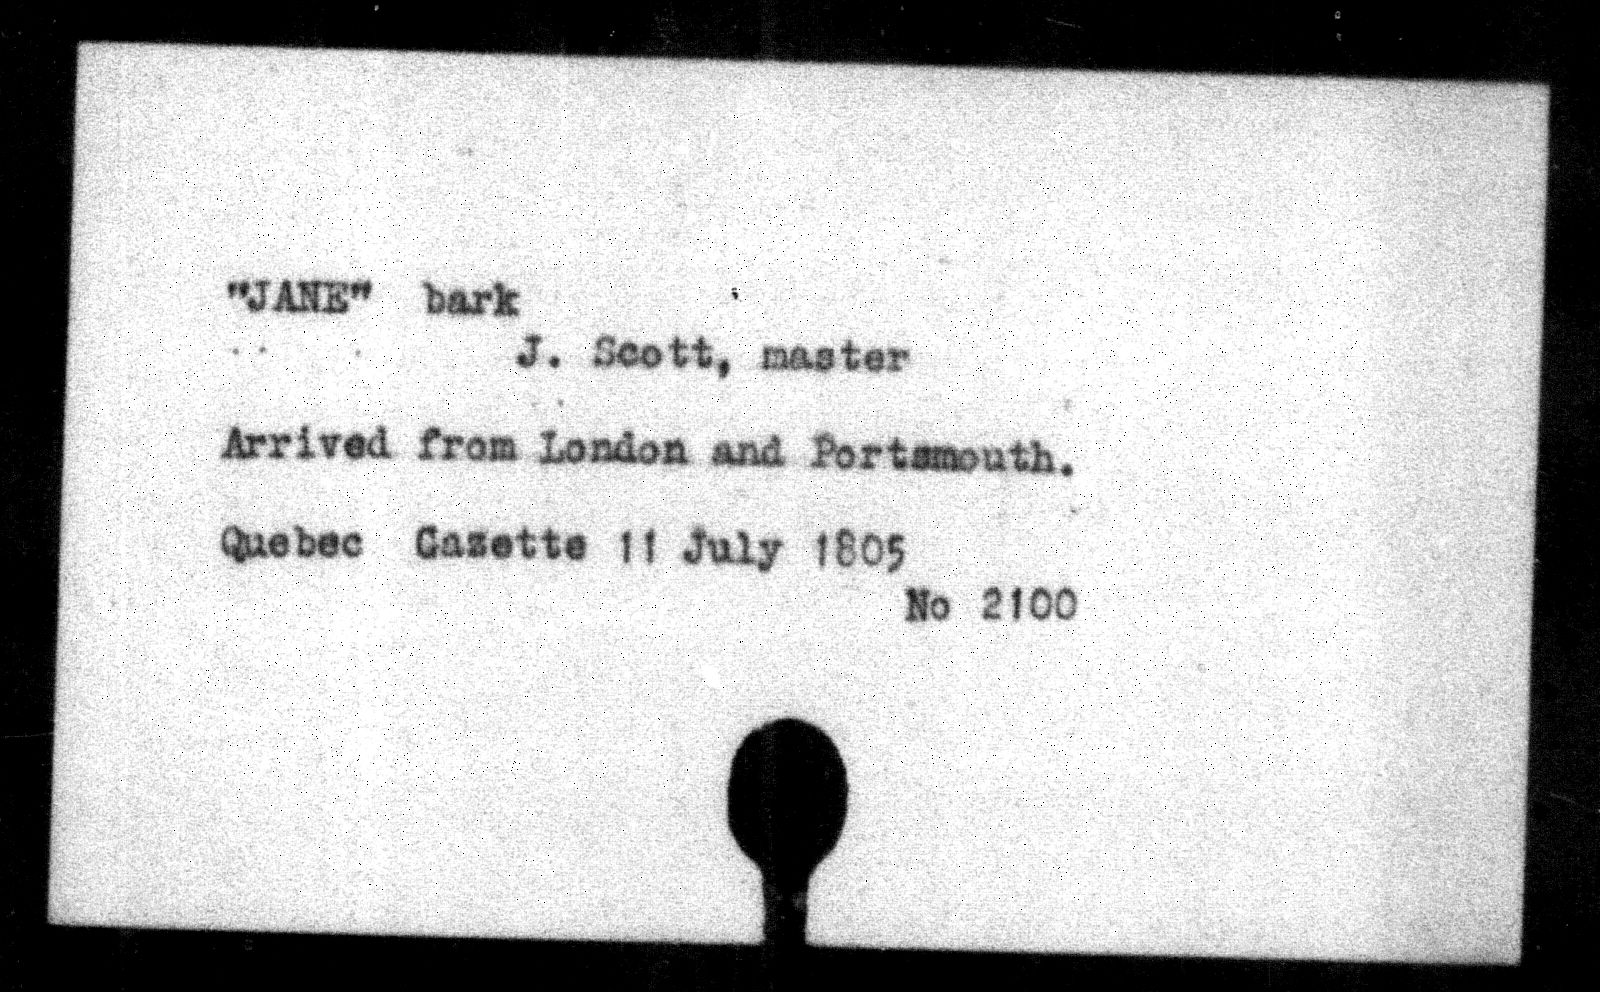 "JANE" bark
J. Scott, master
Arrived from London and Portsmouth.
Quebec Gazette 11 July 1805
No 2100